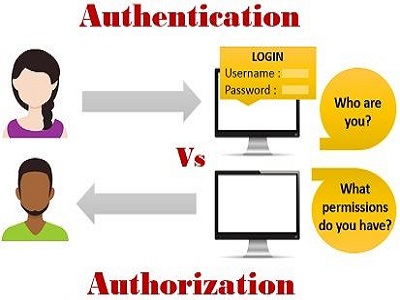 Authentication
LOGIN
Username :
Password :
Who are
you?
Vs
What
permissions
do you have?
Authorization